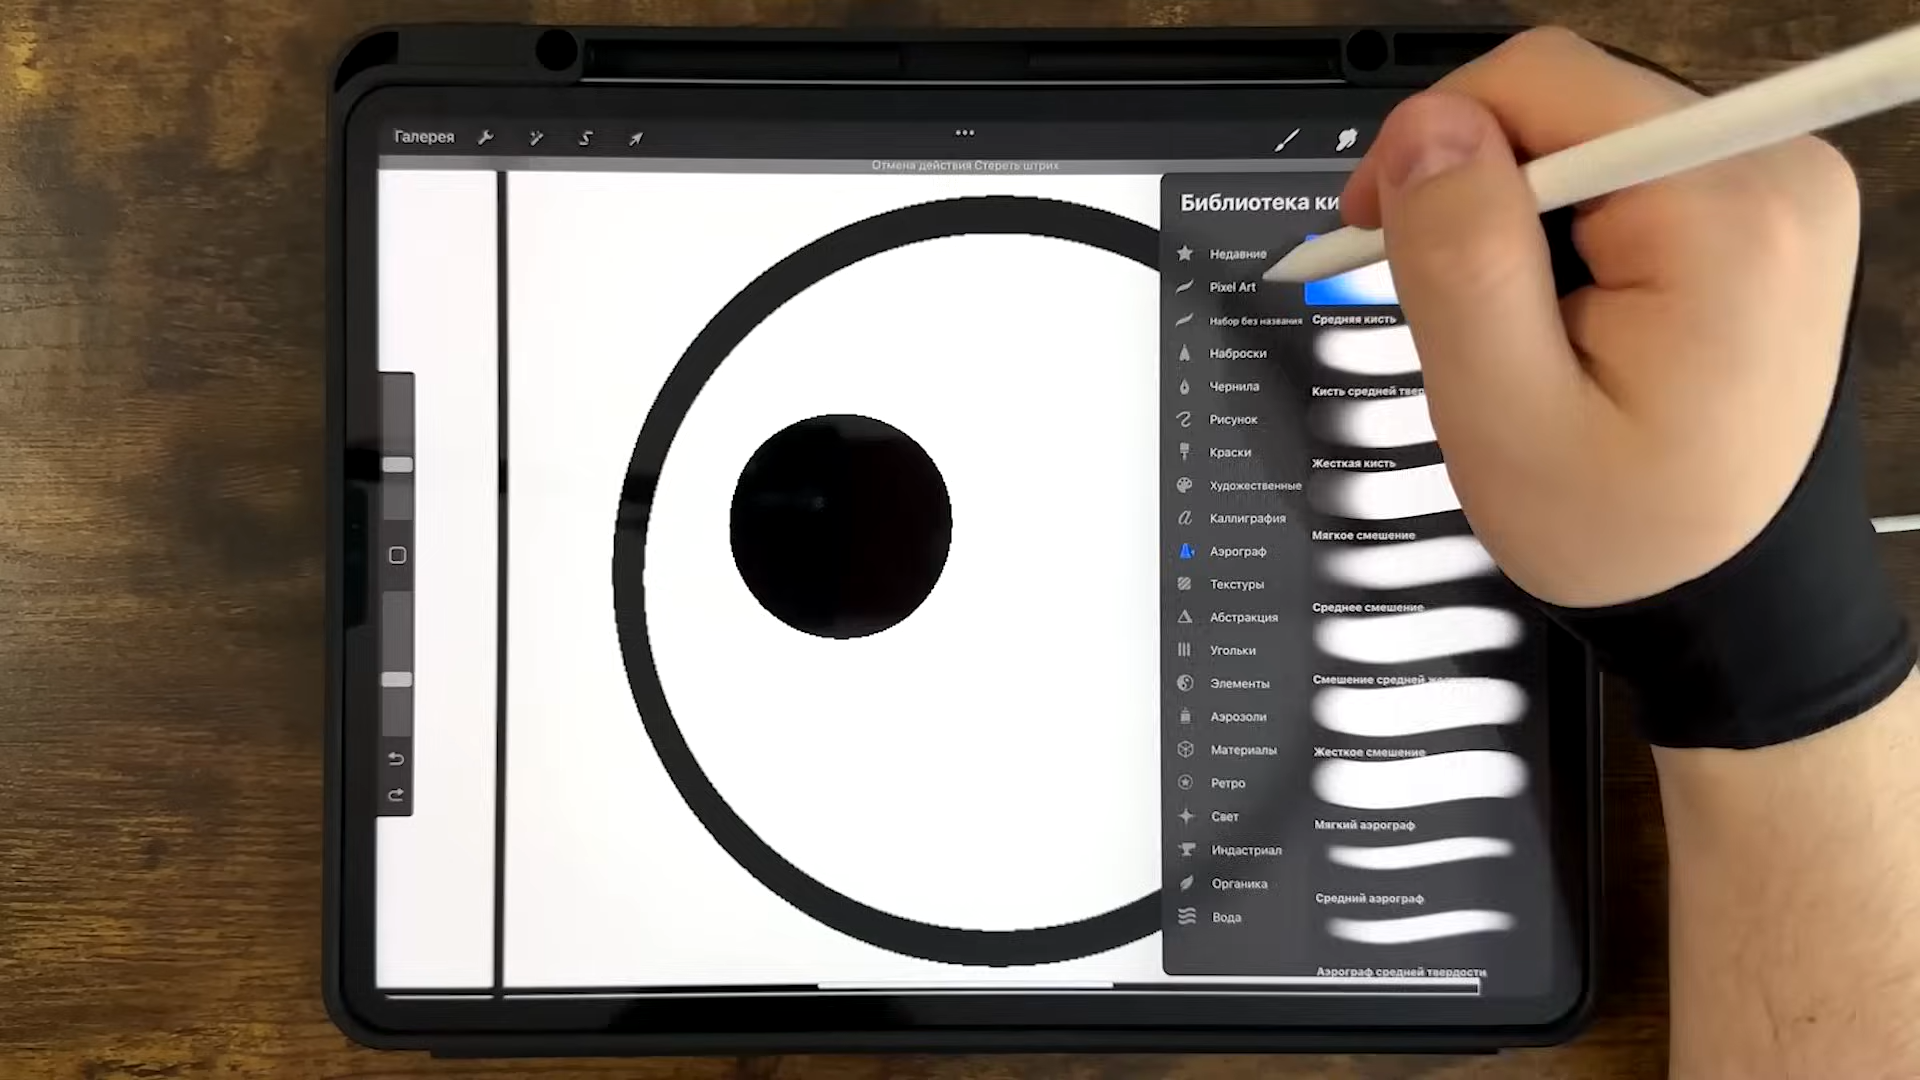 Галерея
Отмена действия Стереть штрих
Библиотека ки
Недавние
Pixel Art
Набор без названия
Наброски
Чернила
Рисунок
Краски
Художественные
Каллиграфия
Аэрограф
Текстуры
Абстракция
Угольки
Элементы
Аэрозоли
Материалы
Ретро
Свет
Индастриал
Органика
Вода
Средняя кисть
Кисть средней твер
Жесткая кисть
Мягкое смешение
Среднее смешение
Смешение средней
Жесткое смешение
Мягкий аэрограф
Средний аэрограф
Аэрограф средней твердости